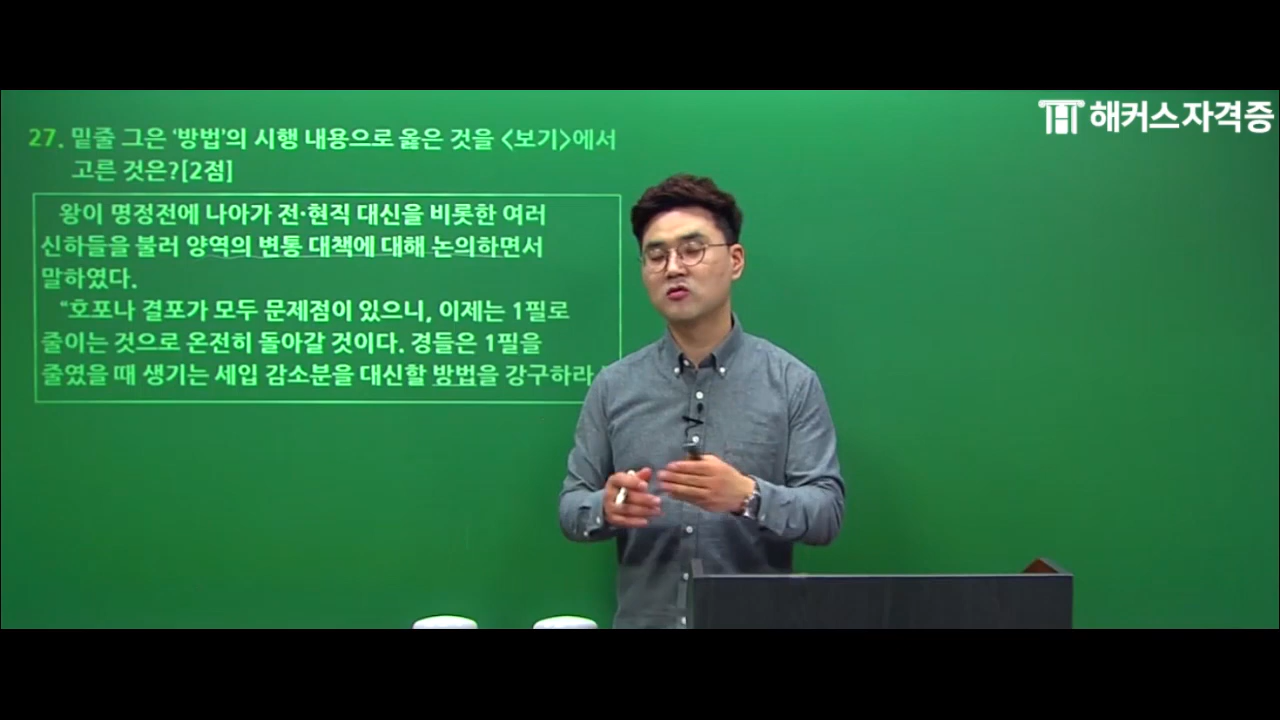 해커스자격증
27. 밑줄 그은 '방법'의 시행 내용으로 옳은 것을 <보기>에서
고른 것은?[2점]
왕이 명정전에 나아가 전·현직 대신을 비롯한 여러
신하들을 불러 양역의 변통 대책에 대해 논의하면서
말하였다.
"호포나 결포가 모두 문제점이 있으니, 이제는 1필로
줄이는 것으로 온전히 돌아갈 것이다. 경들은 1필을
줄였을 때 생기는 세입 감소분을 대신할 방법을 강구하라